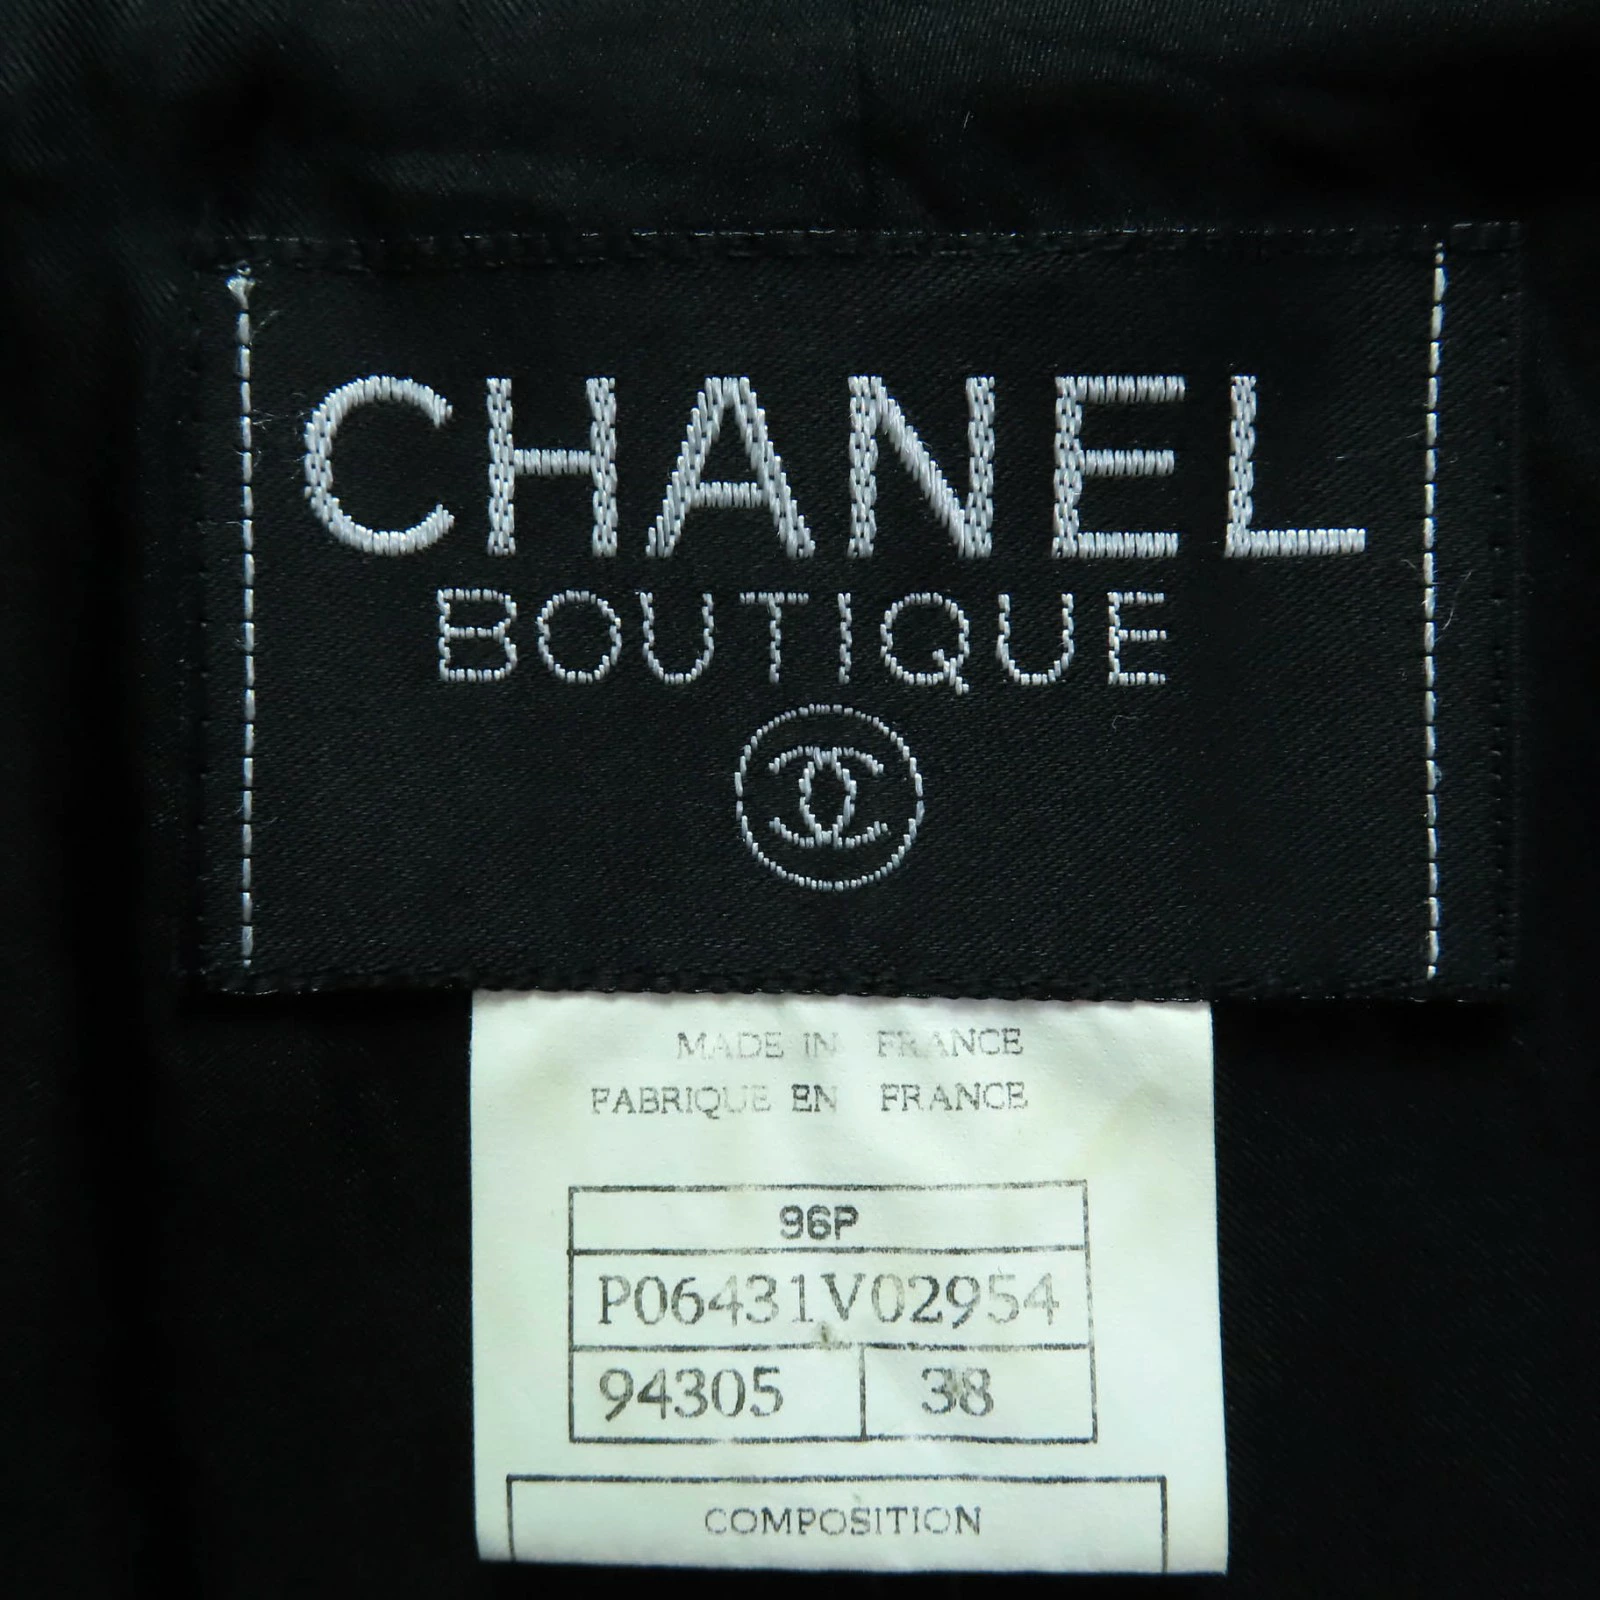 CHANEL
BOUTIQUE
MADE IN FRANCE
FABRIQUE EN FRANCE
96P
P06431V02954
94305 38
COMPOSITION